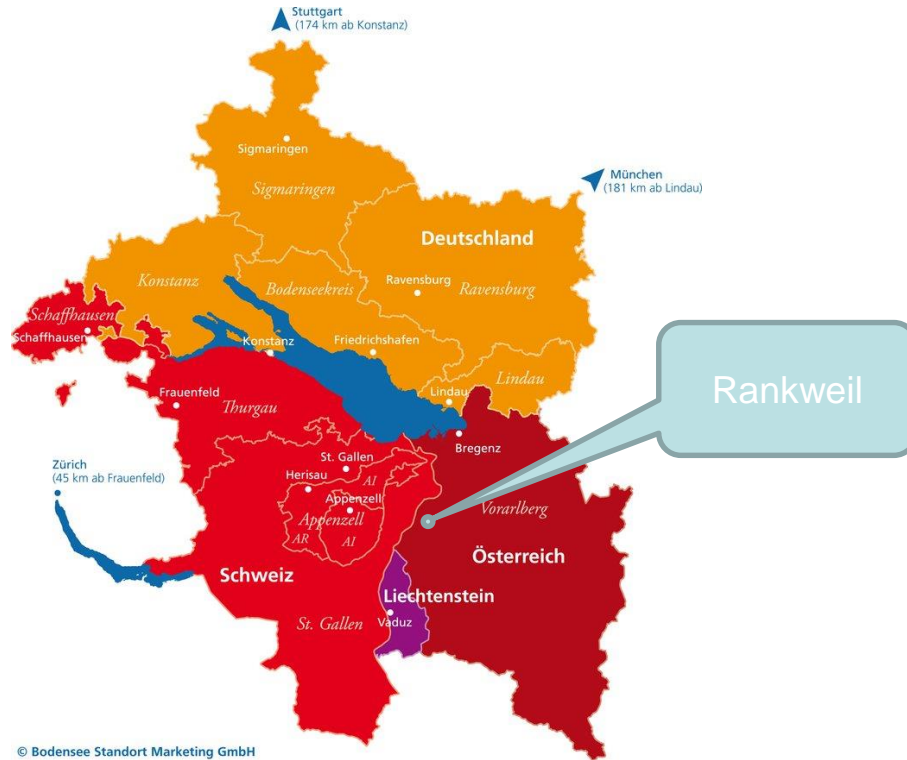 Stuttgart
(174 km ab Konstanz)
Sigmaringen
Sigmaringen
München
(181 km ab Lindau)
Deutschland
Konstanz
Bodenseekreis
Ravensburg
Ravensburg
Schaffhausen
Schaffhausen
Konstanz
Friedrichshafen
Lindau
Lindau
Rankweil
Frauenfeld
Thurgau
Bregenz
Zürich
(45 km ab Frauenfeld)
St. Gallen
Herisau
AI
Appenzell
Appenzell
AR
AI
Vorarlberg
Österreich
Schweiz
Liechtenstein
Vaduz
St. Gallen
© Bodensee Standort Marketing GmbH